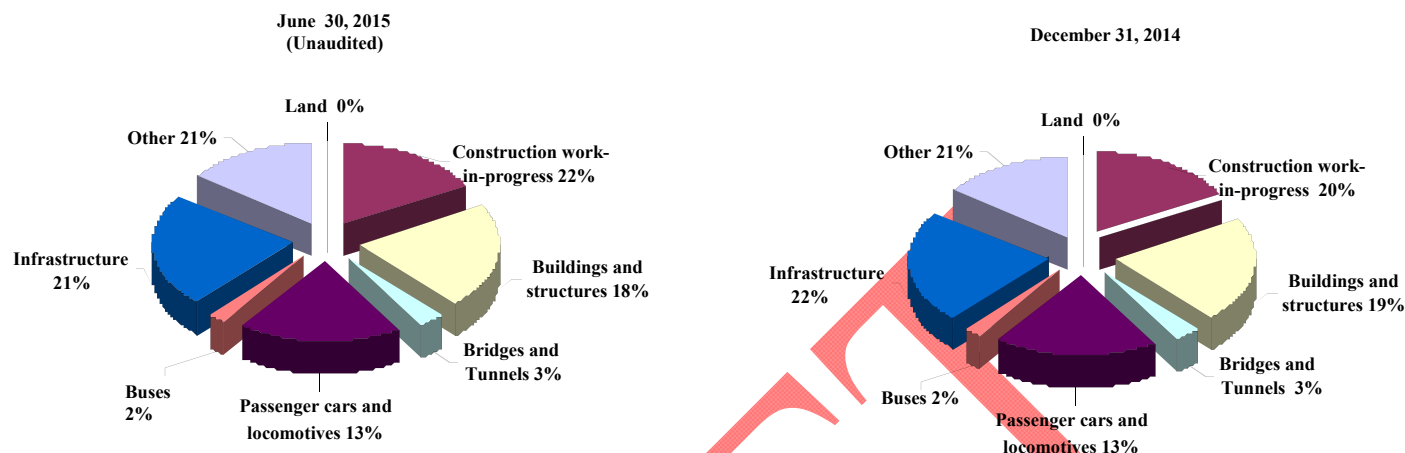 June 30, 2015
(Unaudited)
Land 0%
Other 21%
Construction work-
in-progress 22%
Infrastructure
21%
Buildings and
structures 18%
Bridges and
Tunnels 3%
Buses
2%
Passenger cars and
locomotives 13%
December 31, 2014
Land 0%
Other 21%
Construction work-
in-progress 20%
Infrastructure
22%
Buildings and
structures 19%
Bridges and
Tunnels 3%
Buses 2%
Passenger cars and
locomotives 13%